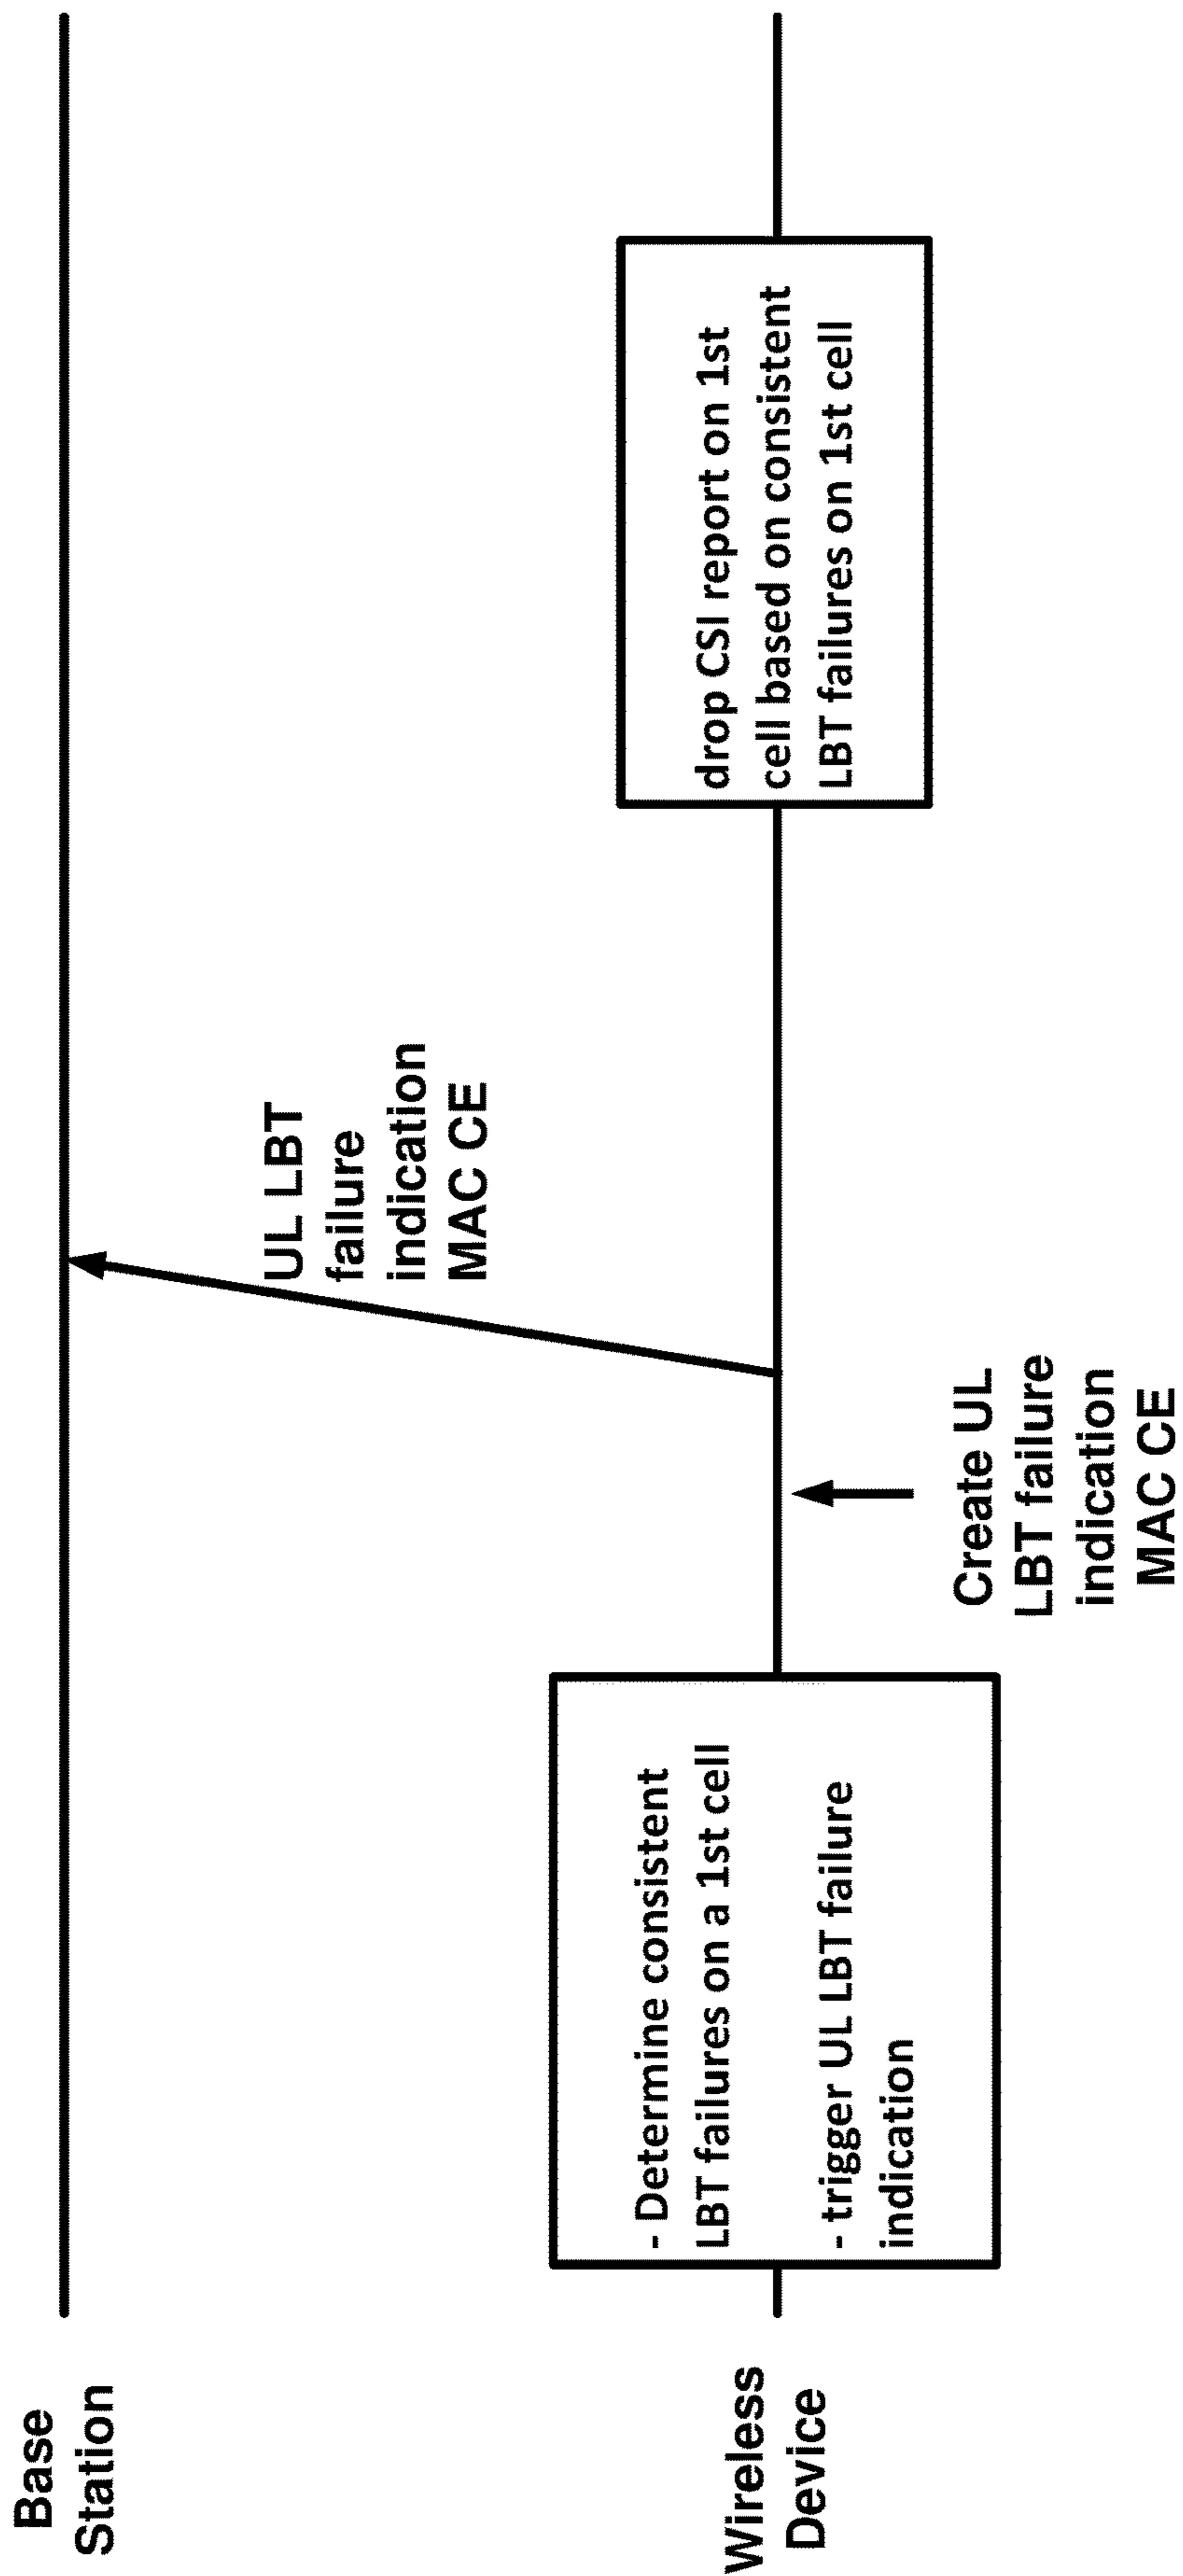 Base
Station
Wireless
Device
- Determine consistent
LBT failures on a 1st cell
- trigger UL LBT failure
indication
Create UL
LBT failure
indication
MAC CE
UL LBT
failure
indication
MAC CE
drop CSI report on 1st
cell based on consistent
LBT failures on 1st cell